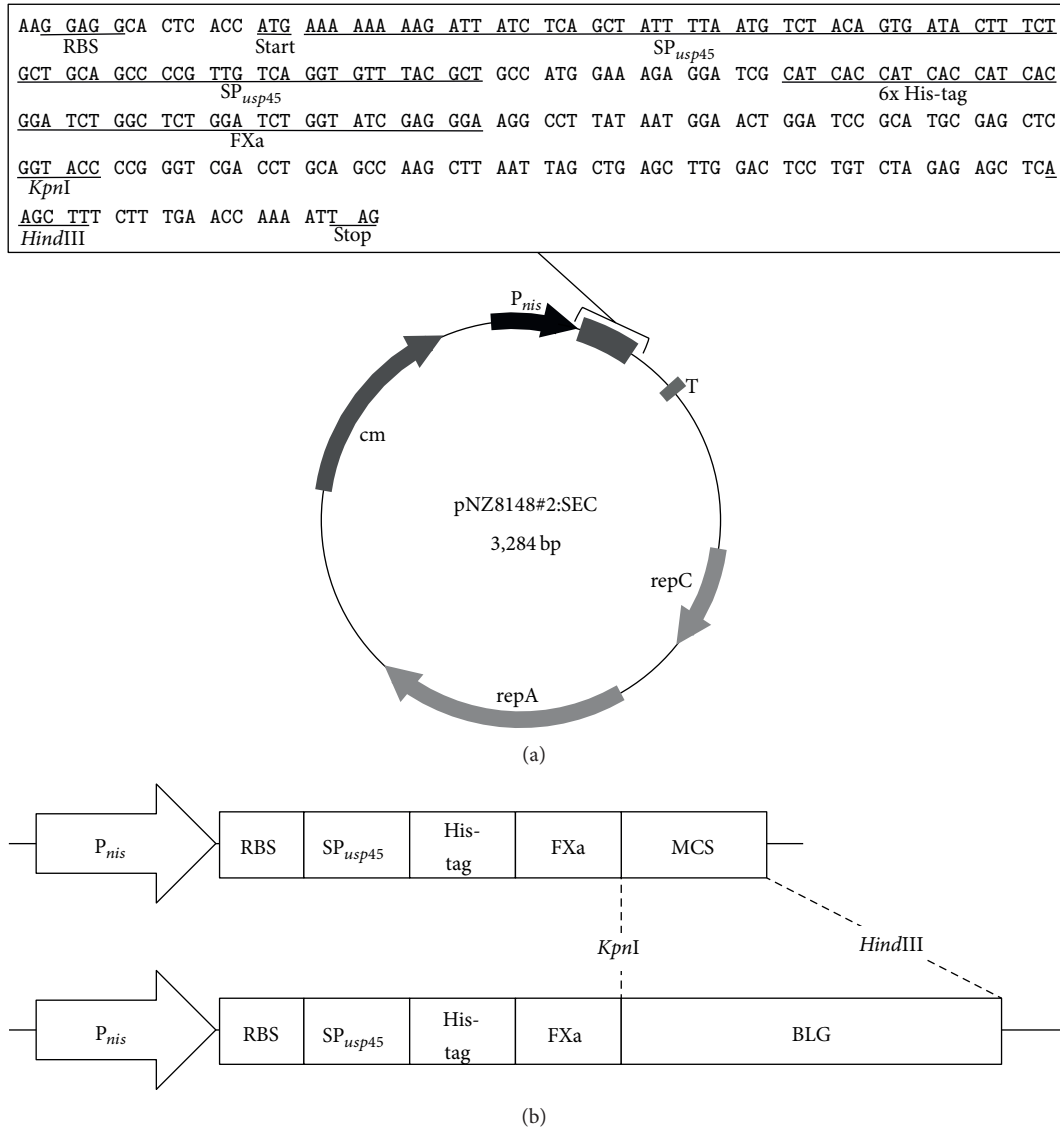 AAG GAG GCA CTC ACC ATG AAA AAA AAG ATT ATC TCA GCT ATT TTA ATG TCT ACA GTG ATA CTT TCT
RBS Start SPusp45
GCT GCA GCC CCG TTG TCA GGT GTT TAC GCT GCC ATG GAA AGA GGA TCG CAT CAC CAT CAC CAT CAC
SPusp45 6x His-tag
GGA TCT GGC TCT GGA TCT GGT ATC GAG GGA AGG CCT TAT AAT GGA ACT GGA TCC GCA TGC GAG CTC
FXa
GGT ACC CCG GGT CGA CCT GCA GCC AAG CTT AAT TAG CTG AGC TTG GACT TCC TGT CTA GAG AGC TCA
KpnI
AGC TTT CTT TGA ACC AAA ATT AG
HindIII Stop
Pnis
T
cm
pNZ8148#2:SEC
3,284 bp
repC
repA
(a)
Pnis RBS SPusp45 His-tag FXa MCS
KpnI HindIII
Pnis RBS SPusp45 His-tag FXa BLG
(b)